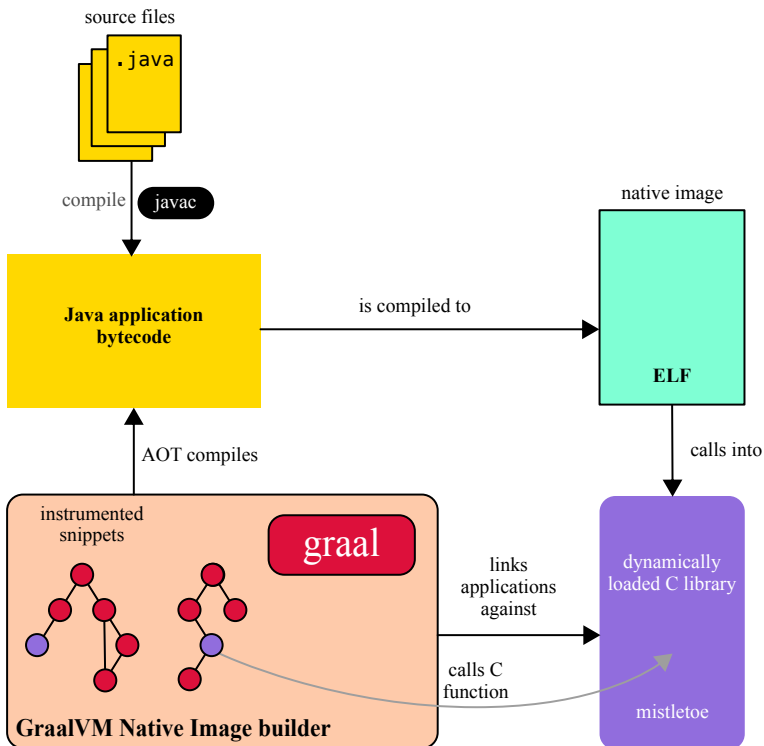 source files
.java
compile
javac
native image
Java application
bytecode
is compiled to
ELF
AOT compiles
calls into
instrumented
snippets
graal
links
applications
against
dynamically
loaded C library
calls C
function
mistletoe
GraalVM Native Image builder